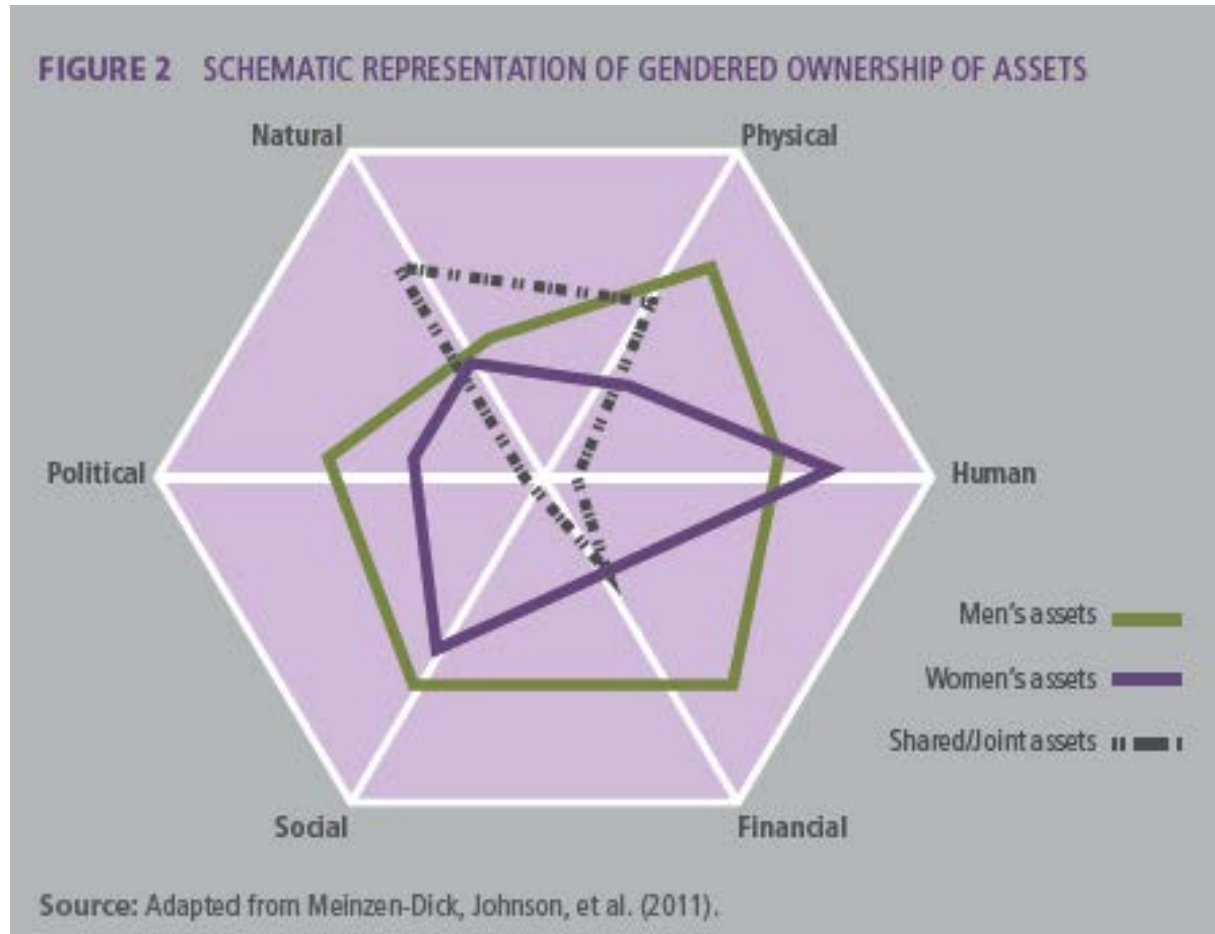 FIGURE 2 SCHEMATIC REPRESENTATION OF GENDERED OWNERSHIP OF ASSETS
Natural
Physical
Political
Human
Men's assets
Women's assets
Shared/Joint assets
Social
Financial
Source: Adapted from Meinzen-Dick, Johnson, et al. (2011).